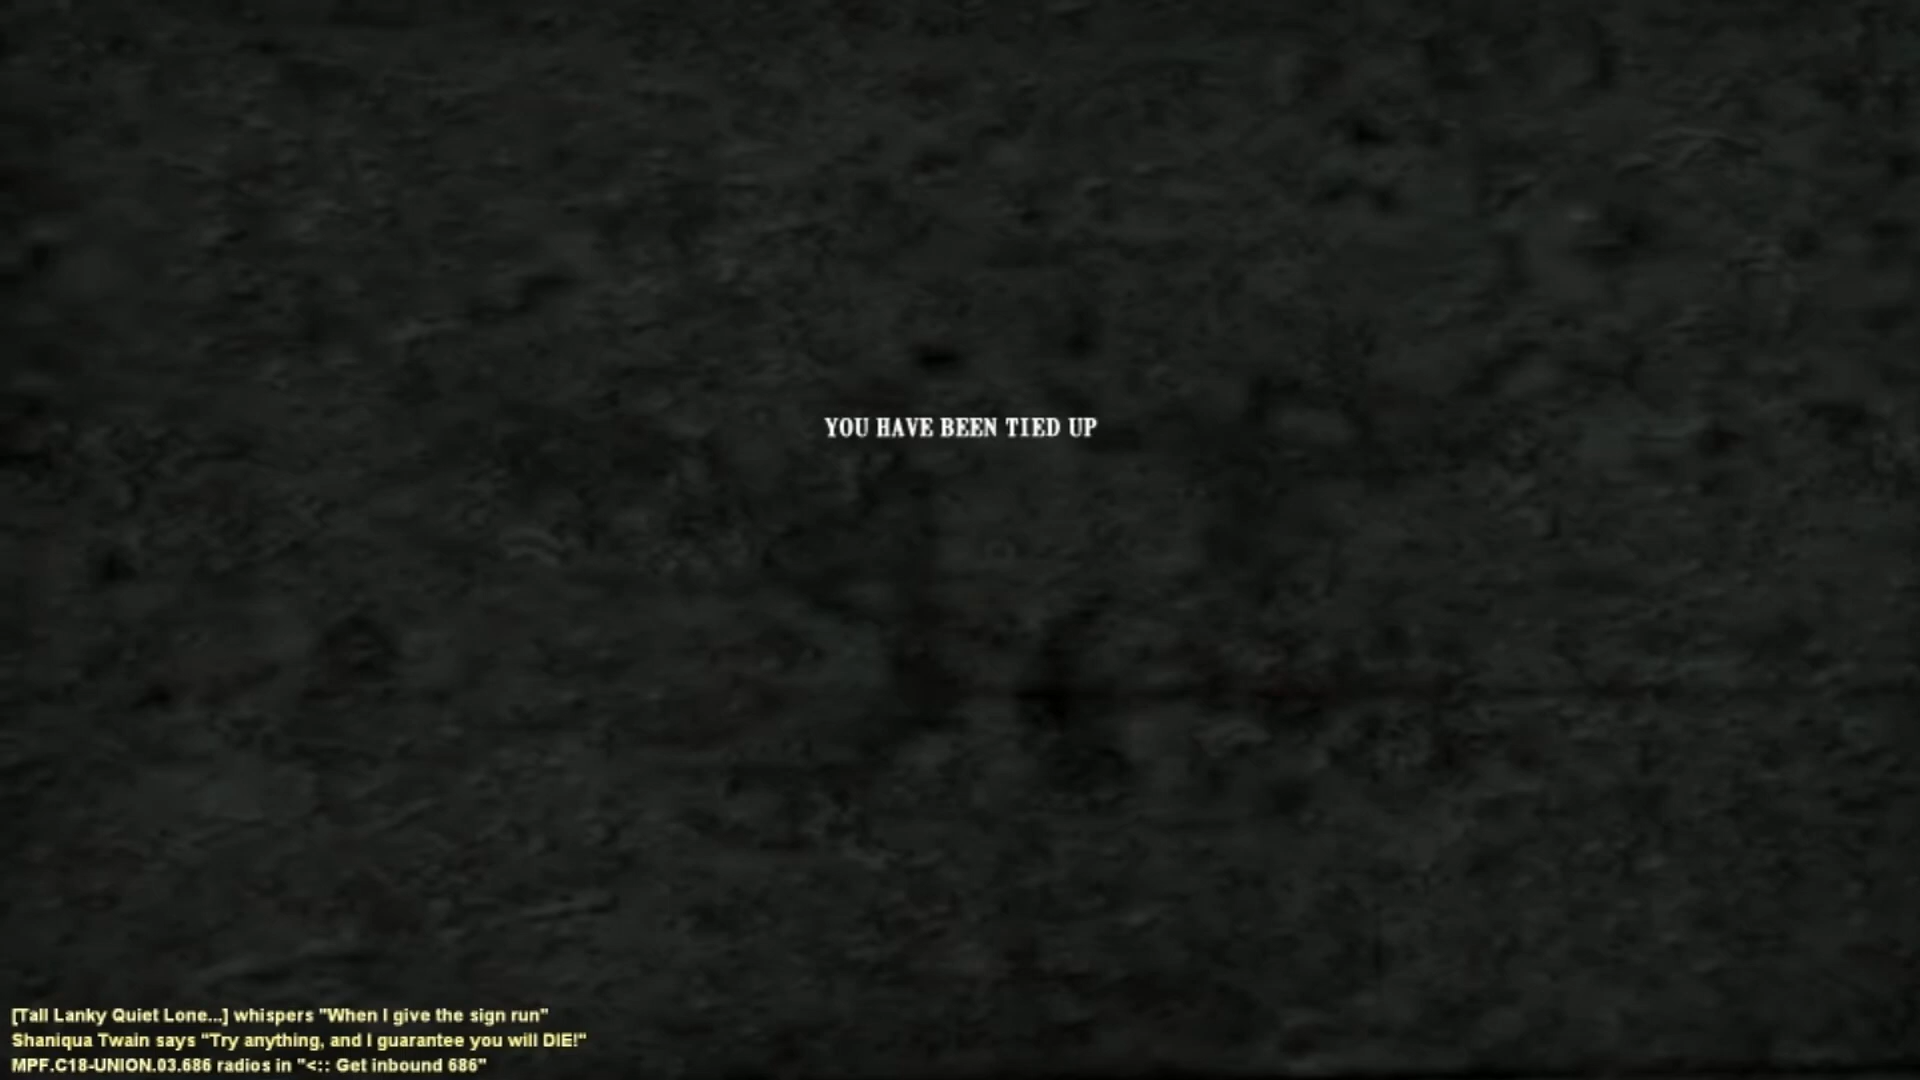 YOU HAVE BEEN TIED UP
[Tall Lanky Quiet Lone...] whispers "When I give the sign run"
Shaniqua Twain says "Try anything, and I guarantee you will DIE!"
MPF.C18-UNION.03.686 radios in "<:: Get inbound 686"